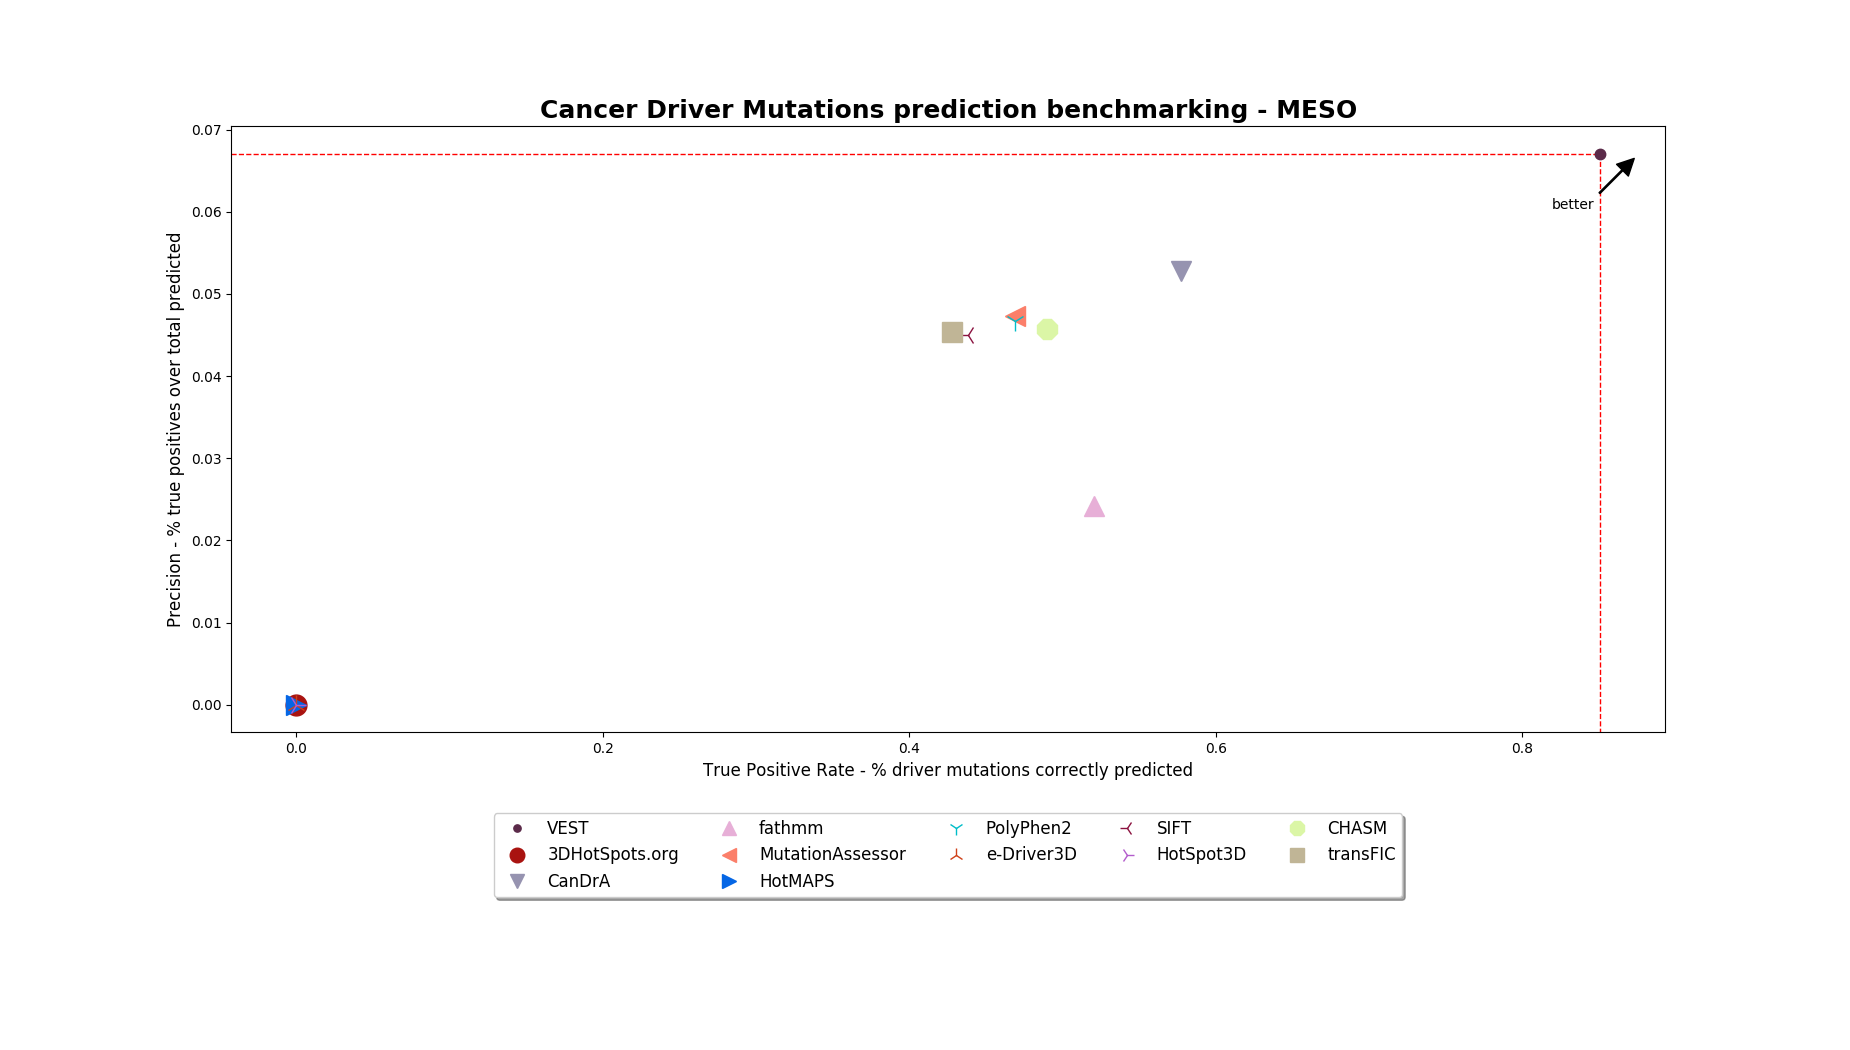 Cancer Driver Mutations prediction benchmarking - MESO
0.07
0.06
0.05
0.04
0.03
0.02
0.01
0.00
Precision - % true positives over total predicted
better
0.0 0.2 0.4 0.6 0.8
True Positive Rate - % driver mutations correctly predicted
VEST fathmm PolyPhen2 SIFT CHASM
3DHotSpots.org MutationAssessor e-Driver3D HotSpot3D transFIC
CanDrA HotMAPS